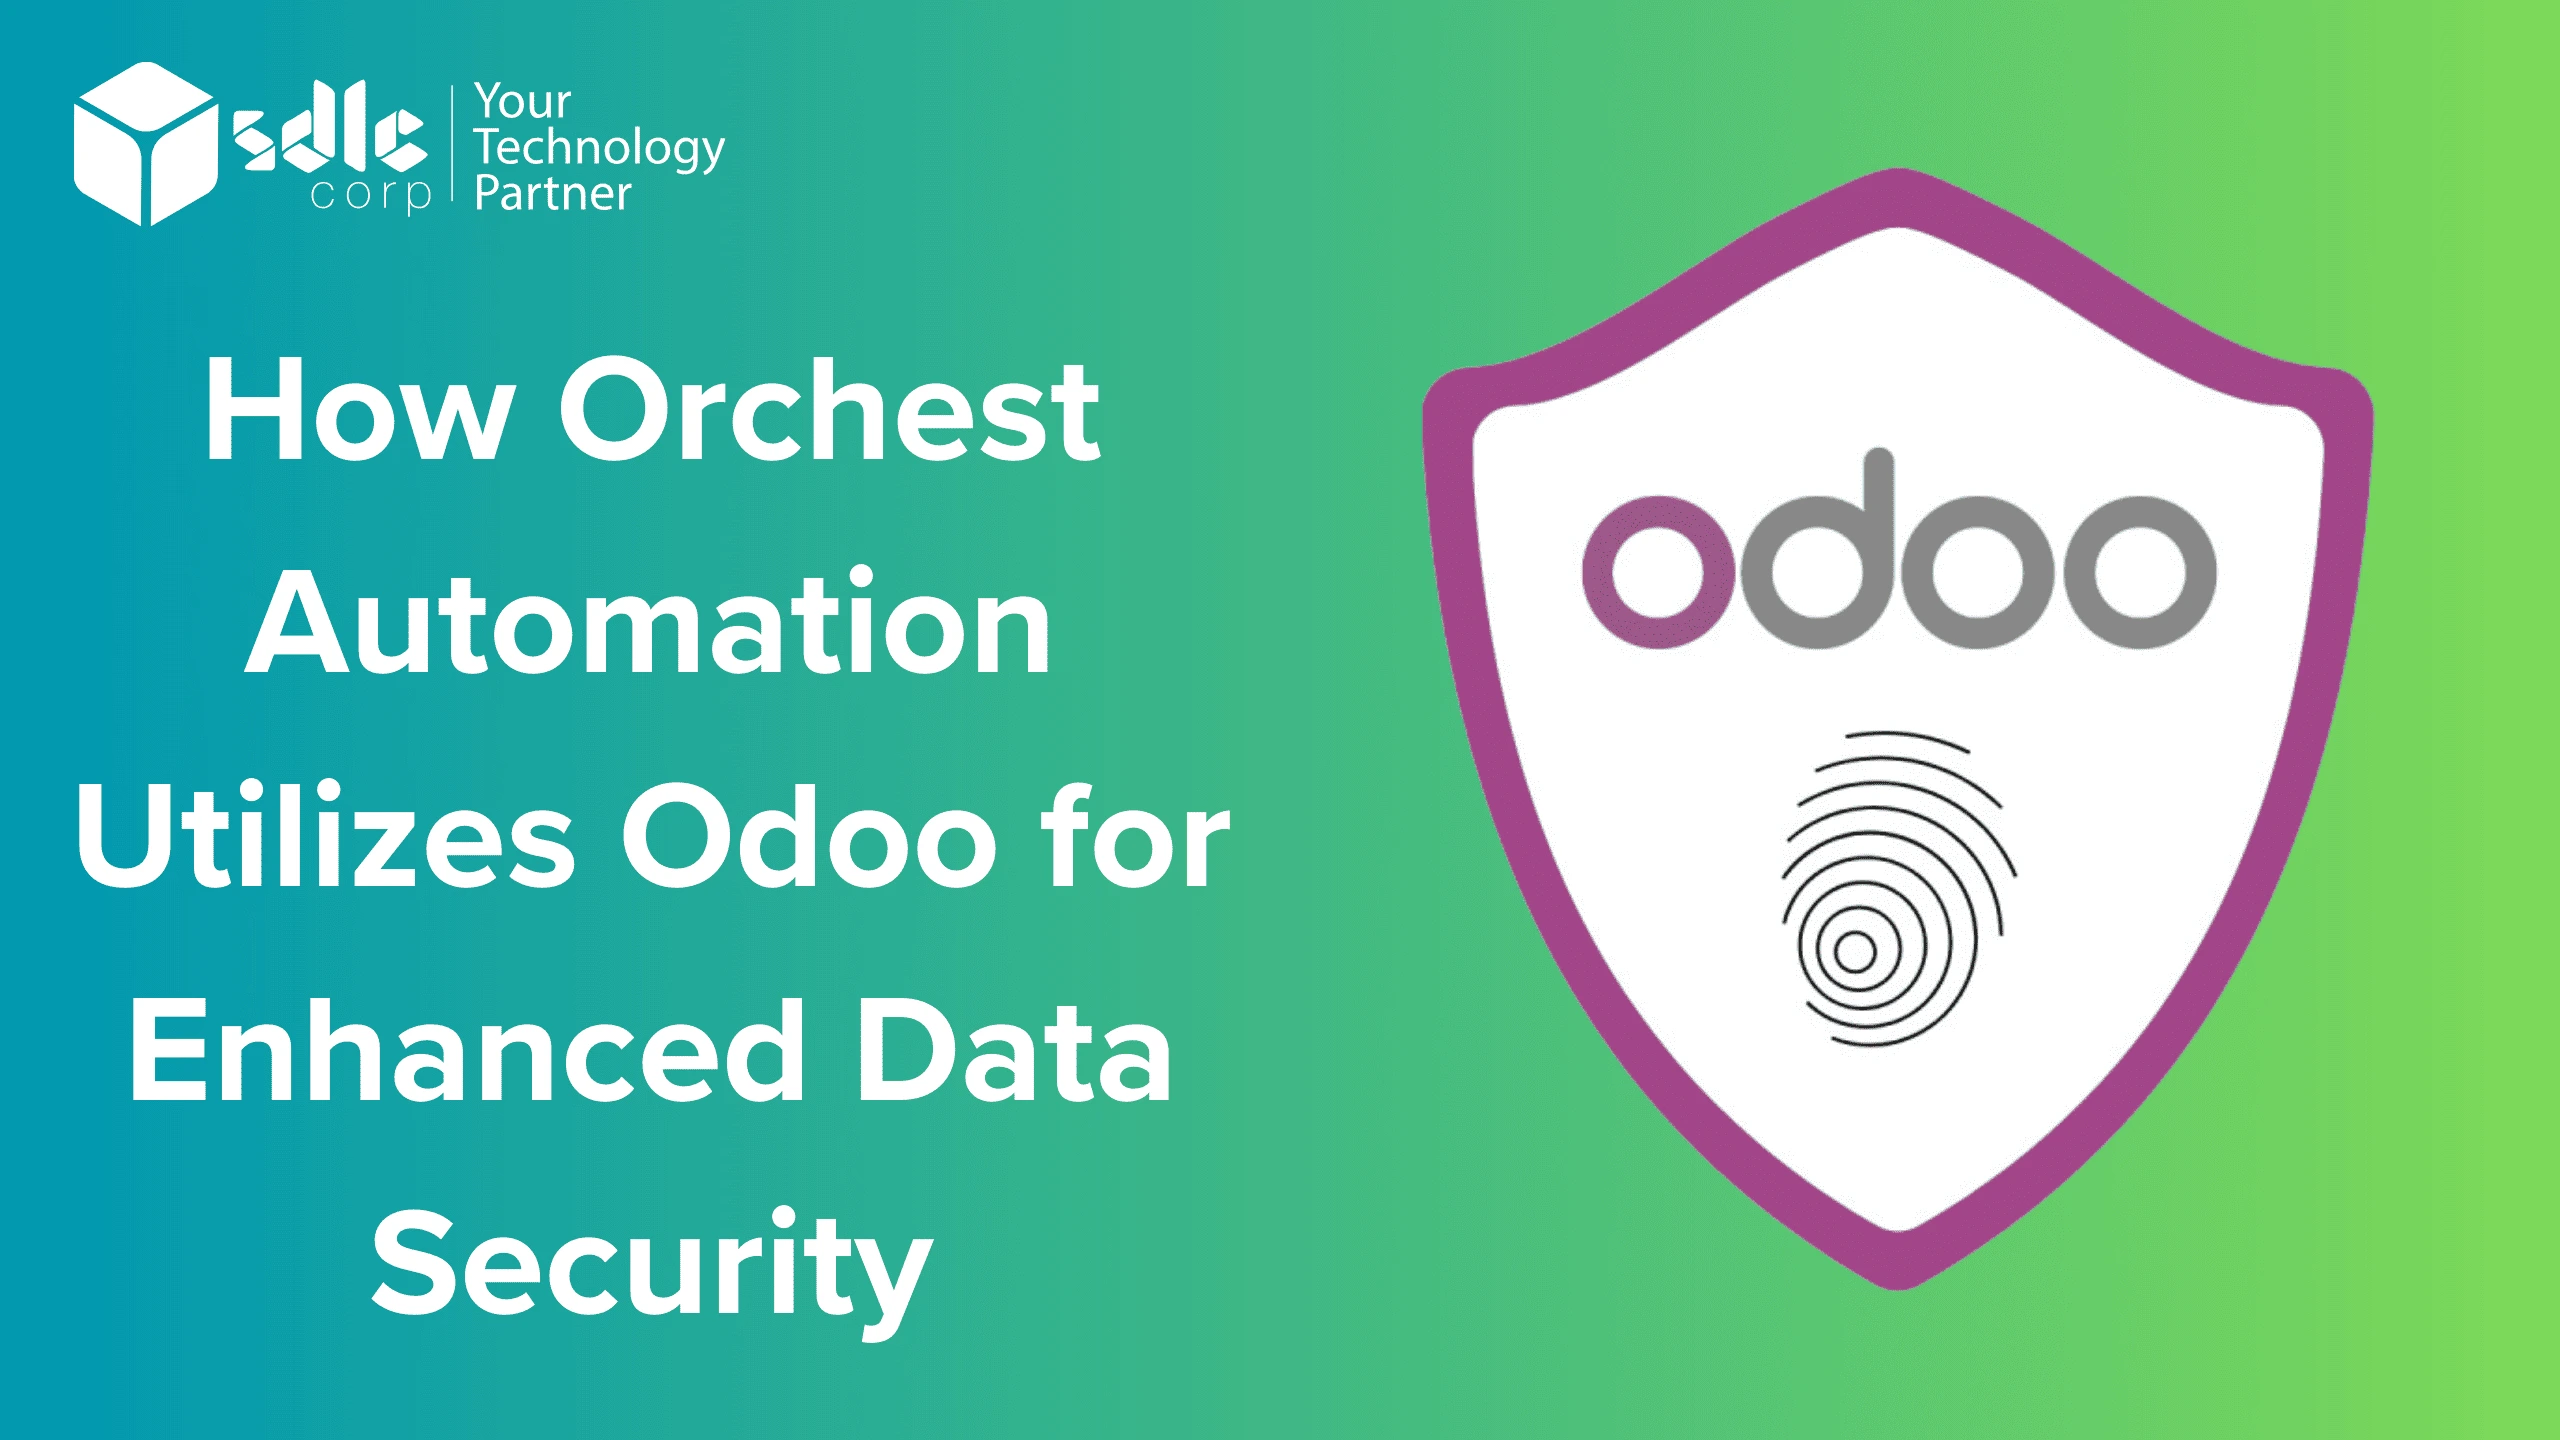 sdlc
corp
Your
Technology
Partner
How Orchest
Automation
Utilizes Odoo for
Enhanced Data
Security
odoo